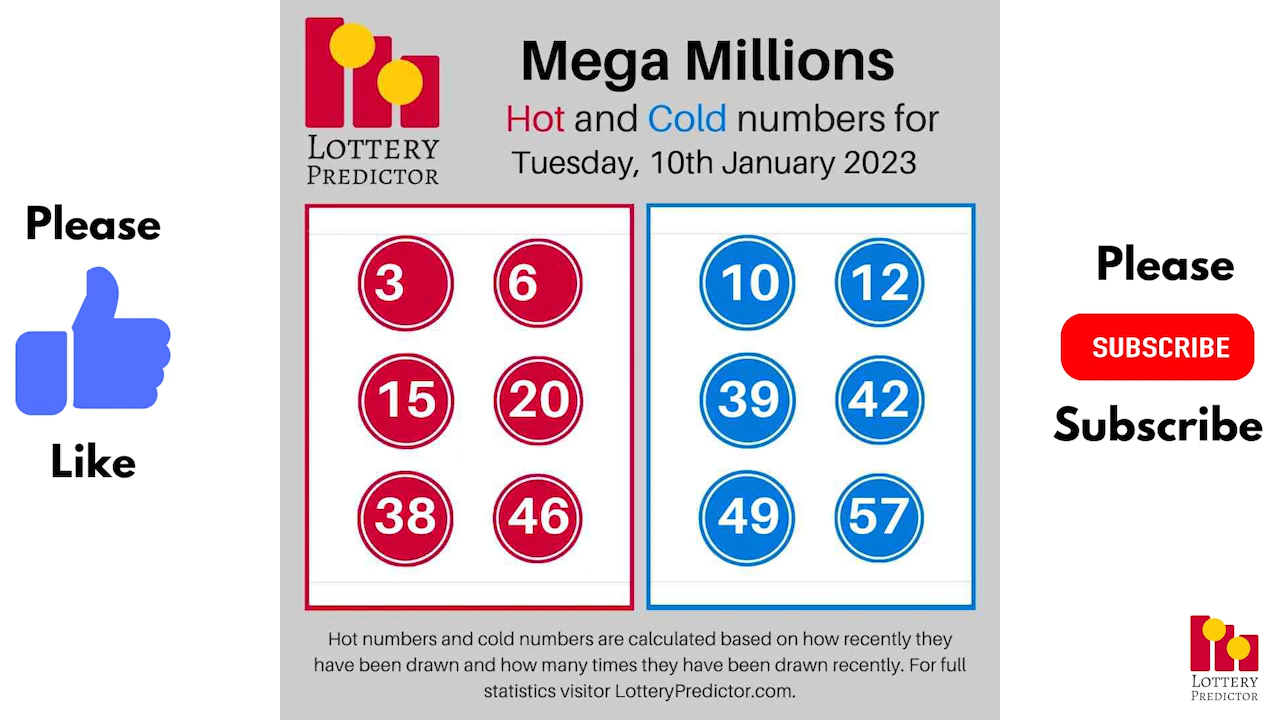 LOTTERY
PREDICTOR
Mega Millions
Hot and Cold numbers for
Tuesday, 10th January 2023
Please
Like
3 6
15 20
38 46
10 12
39 42
49 57
Please
SUBSCRIBE
Subscribe
Hot numbers and cold numbers are calculated based on how recently they
have been drawn and how many times they have been drawn recently. For full
statistics visitor LotteryPredictor.com.
LOTTERY
PREDICTOR